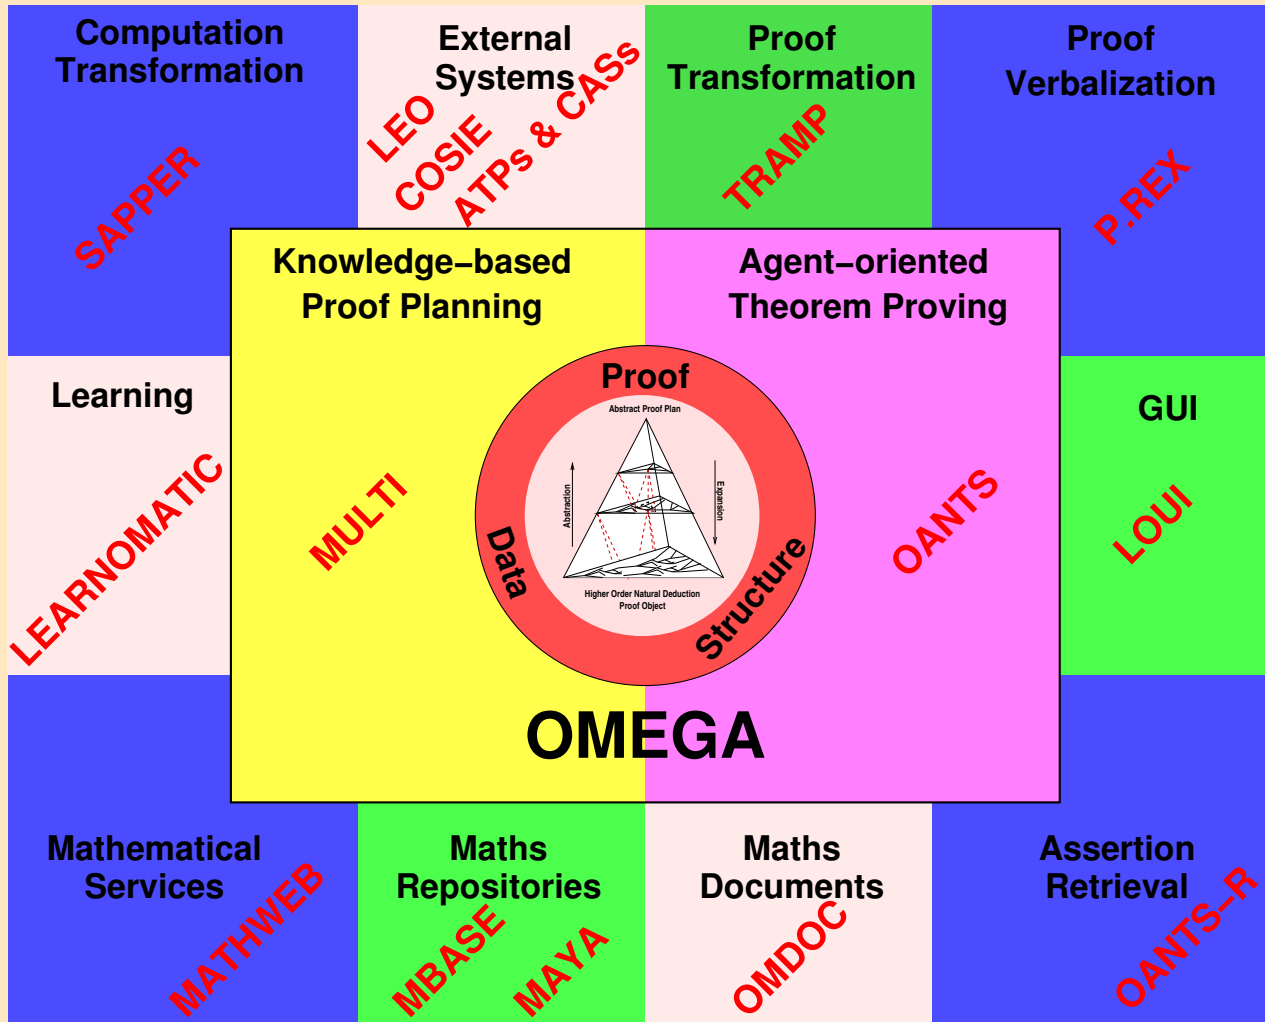 Computation
Transformation
SAPPER
External
Systems
LEO
COSIE
ATPs & CASs
Proof
Transformation
TRAMP
Proof
Verbalization
P.REX
Knowledge–based
Proof Planning
MULTI
Agent–oriented
Theorem Proving
OANTS
Learning
LEARNOMATIC
GUI
LOUI
Proof
Data
Structure
Abstract Proof Plan
Abstraction
Expansion
Higher Order Natural Deduction
Proof Object
OMEGA
Mathematical
Services
MATHWEB
Maths
Repositories
MBASE
MAYA
Maths
Documents
OMDOC
Assertion
Retrieval
OANTS–R